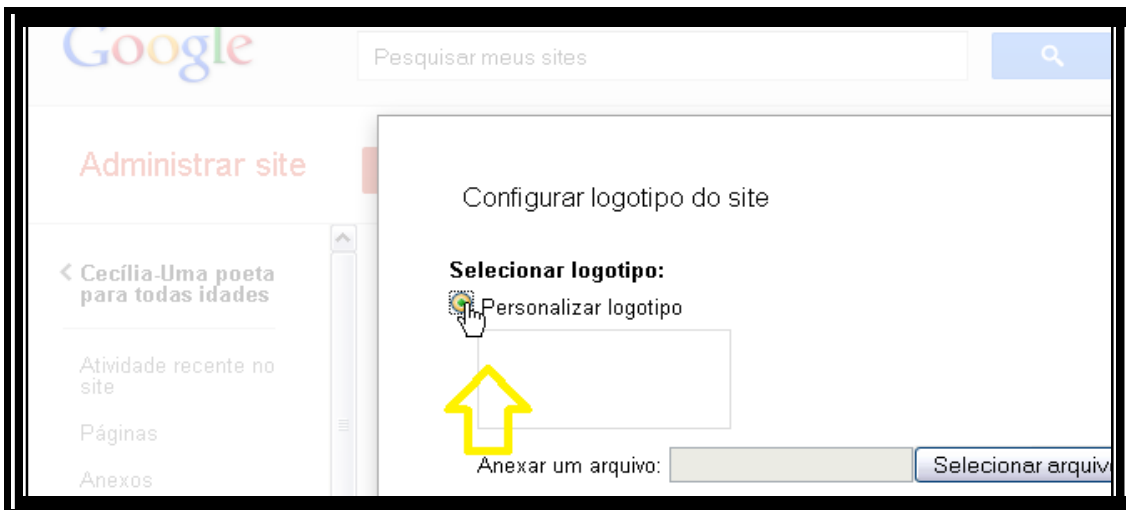 Google
Pesquisar meus sites
Administrar site
Configurar logotipo do site
Cecília-Uma poeta
para todas idades
Selecionar logotipo:
Personalizar logotipo
Atividade recente no
site
Páginas
Anexos
Anexar um arquivo:
Selecionar arquiv